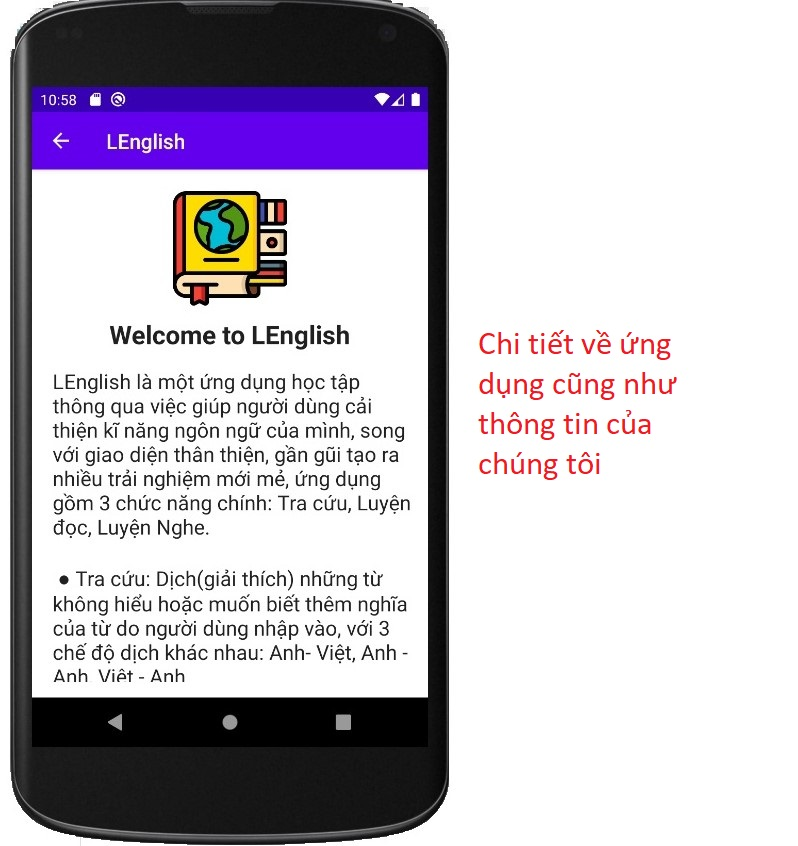 10:58
LEnglish
Welcome to LEnglish
LEnglish là một ứng dụng học tập
thông qua việc giúp người dùng cải
thiện kĩ năng ngôn ngữ của mình, song
với giao diện thân thiện, gần gũi tạo ra
nhiều trải nghiệm mới mẻ, ứng dụng
gồm 3 chức năng chính: Tra cứu, Luyện
đọc, Luyện Nghe.
● Tra cứu: Dịch(giải thích) những từ
không hiểu hoặc muốn biết thêm nghĩa
của từ do người dùng nhập vào, với 3
chế độ dịch khác nhau: Anh- Việt, Anh -
Anh, Việt - Anh
Chi tiết về ứng
dụng cũng như
thông tin của
chúng tôi